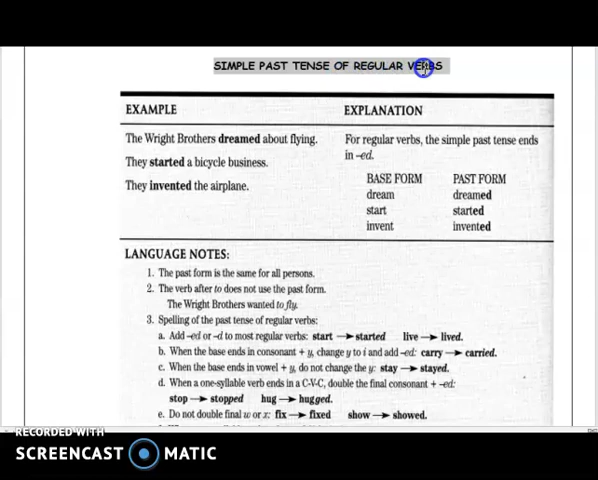 SIMPLE PAST TENSE OF REGULAR VERBS
EXAMPLE EXPLANATION
The Wright Brothers dreamed about flying. For regular verbs, the simple past tense ends
in –ed.
They started a bicycle business.
They invented the airplane.
BASE FORM PAST FORM
dream dreamed
start started
invent invented
LANGUAGE NOTES:
1. The past form is the same for all persons.
2. The verb after to does not use the past form.
The Wright Brothers wanted to fly.
3. Spelling of the past tense of regular verbs:
a. Add –ed or –d to most regular verbs: start → started live → lived.
b. When the base ends in consonant + y, change y to i and add -ed: carry → carried.
c. When the base ends in vowel + y, do not change the y: stay → stayed.
d. When a one-syllable verb ends in a C-V-C, double the final consonant + -ed:
stop → stopped hug → hugged.
e. Do not double final w or x: fix → fixed show → showed.
RECORDED WITH
SCREENCAST MATIC